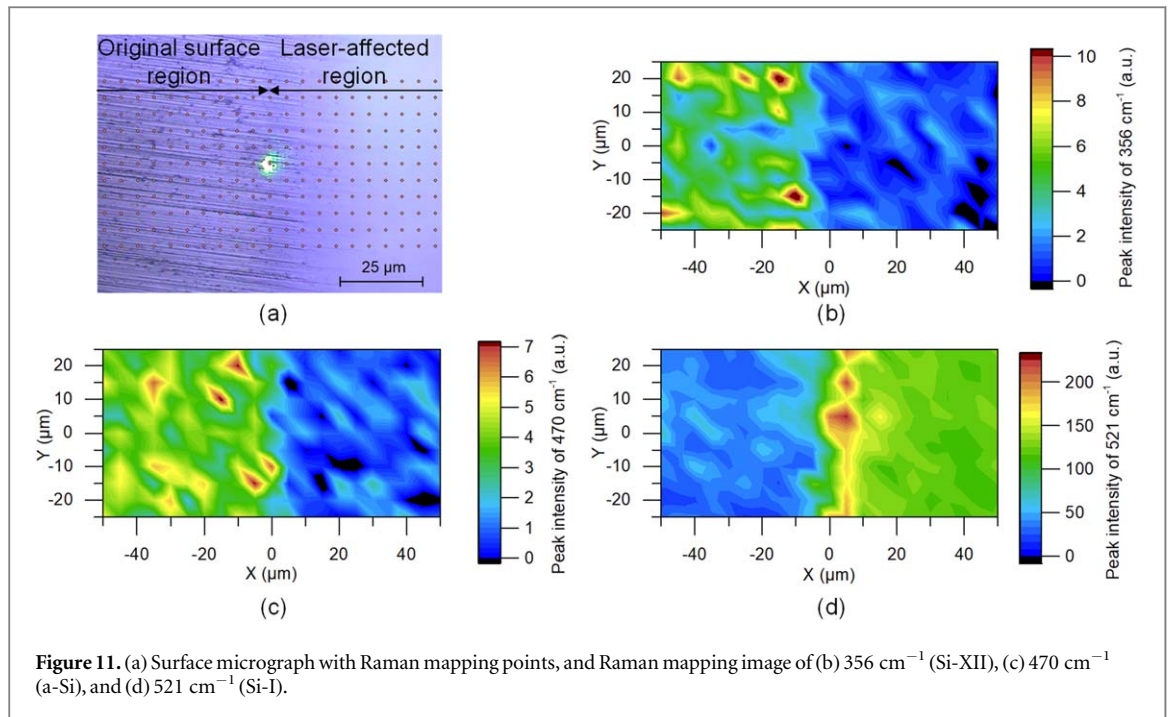 Original surface region
Laser-affected region
25 µm
(a)
Y (µm)
20
10
0
-10
-20
-40
-20
0
20
40
X (µm)
(b)
10
8
6
4
2
0
Peak intensity of 356 cm⁻¹ (a.u.)
Y (µm)
20
10
0
-10
-20
-40
-20
0
20
40
X (µm)
(c)
7
6
5
4
3
2
1
0
Peak intensity of 470 cm⁻¹ (a.u.)
Y (µm)
20
10
0
-10
-20
-40
-20
0
20
40
X (µm)
(d)
200
150
100
50
0
Peak intensity of 521 cm⁻¹ (a.u.)
Figure 11. (a) Surface micrograph with Raman mapping points, and Raman mapping image of (b) 356 cm⁻¹ (Si-XII), (c) 470 cm⁻¹
(a-Si), and (d) 521 cm⁻¹ (Si-I).